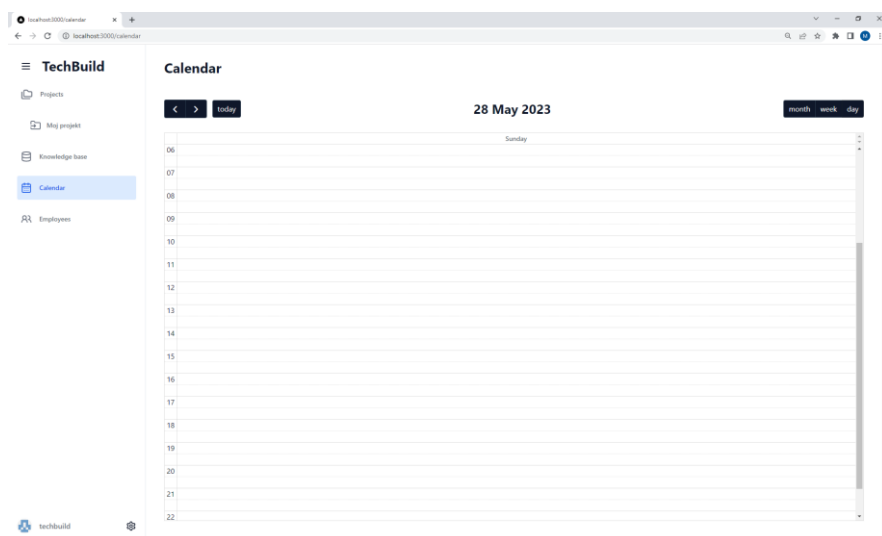 localhost:3000/calendar
localhost:3000/calendar
M
TechBuild
Projects
Moj projekt
Knowledge base
Calendar
Employees
techbuild
Calendar
today
28 May 2023
month week day
Sunday
06
07
08
09
10
11
12
13
14
15
16
17
18
19
20
21
22